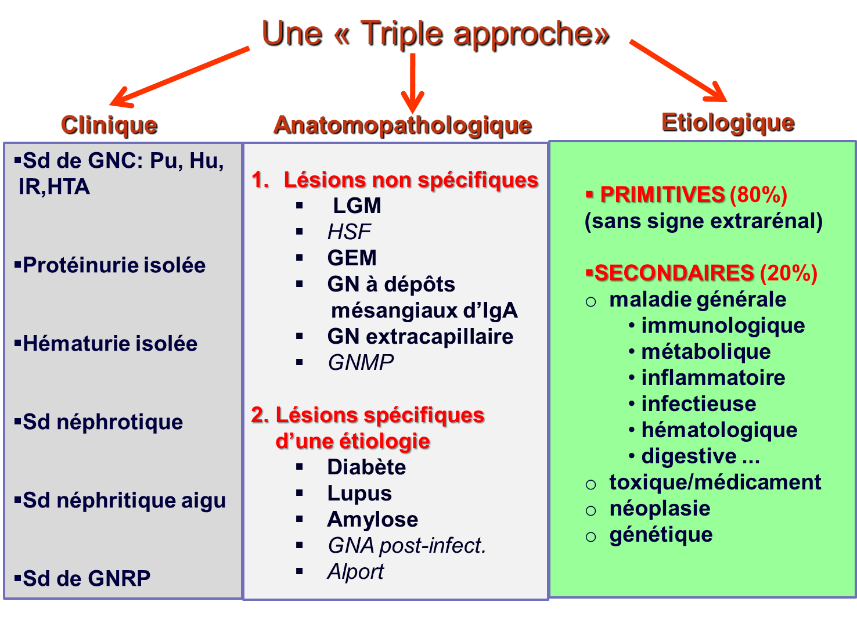 Une « Triple approche»
Clinique
▪Sd de GNC: Pu, Hu,
IR,HTA
▪Protéinurie isolée
▪Hématurie isolée
▪Sd néphrotique
▪Sd néphritique aigu
▪Sd de GNRP
Anatomopathologique
1. Lésions non spécifiques
▪ LGM
▪ HSF
▪ GEM
▪ GN à dépôts
mésangiaux d’IgA
▪ GN extracapillaire
▪ GNMP
2. Lésions spécifiques
d’une étiologie
▪ Diabète
▪ Lupus
▪ Amylose
▪ GNA post-infect.
▪ Alport
Etiologique
▪ PRIMITIVES (80%)
(sans signe extrarénal)
▪SECONDAIRES (20%)
o maladie générale
• immunologique
• métabolique
• inflammatoire
• infectieuse
• hématologique
• digestive ...
o toxique/médicament
o néoplasie
o génétique